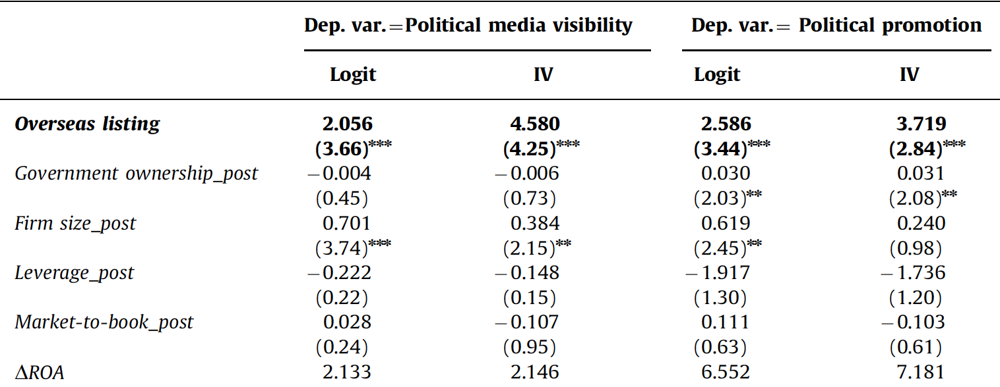 Dep. var.=Political media visibility Dep. var.= Political promotion
Logit IV Logit IV
Overseas listing 2.056 4.580 2.586 3.719
(3.66)*** (4.25)*** (3.44)*** (2.84)***
Government ownership_post −0.004 −0.006 0.030 0.031
(0.45) (0.73) (2.03)** (2.08)**
Firm size_post 0.701 0.384 0.619 0.240
(3.74)*** (2.15)** (2.45)** (0.98)
Leverage_post −0.222 −0.148 −1.917 −1.736
(0.22) (0.15) (1.30) (1.20)
Market-to-book_post 0.028 −0.107 0.111 −0.103
(0.24) (0.95) (0.63) (0.61)
ΔROA 2.133 2.146 6.552 7.181